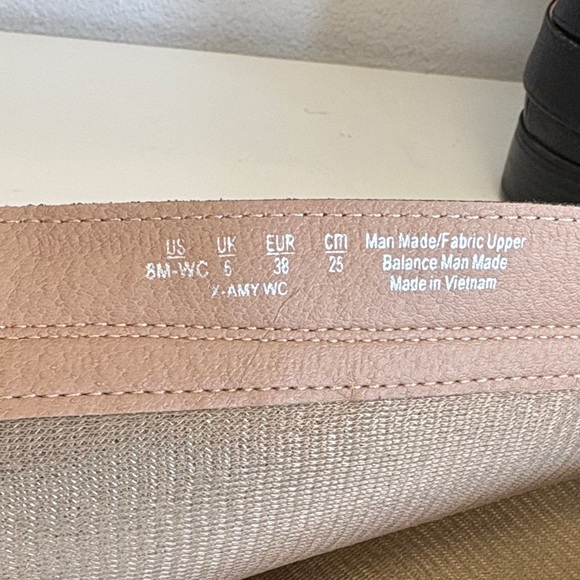 US UK EUR cm
8M-WC 6 38 25
X-AMY WC
Man Made/Fabric Upper
Balance Man Made
Made in Vietnam